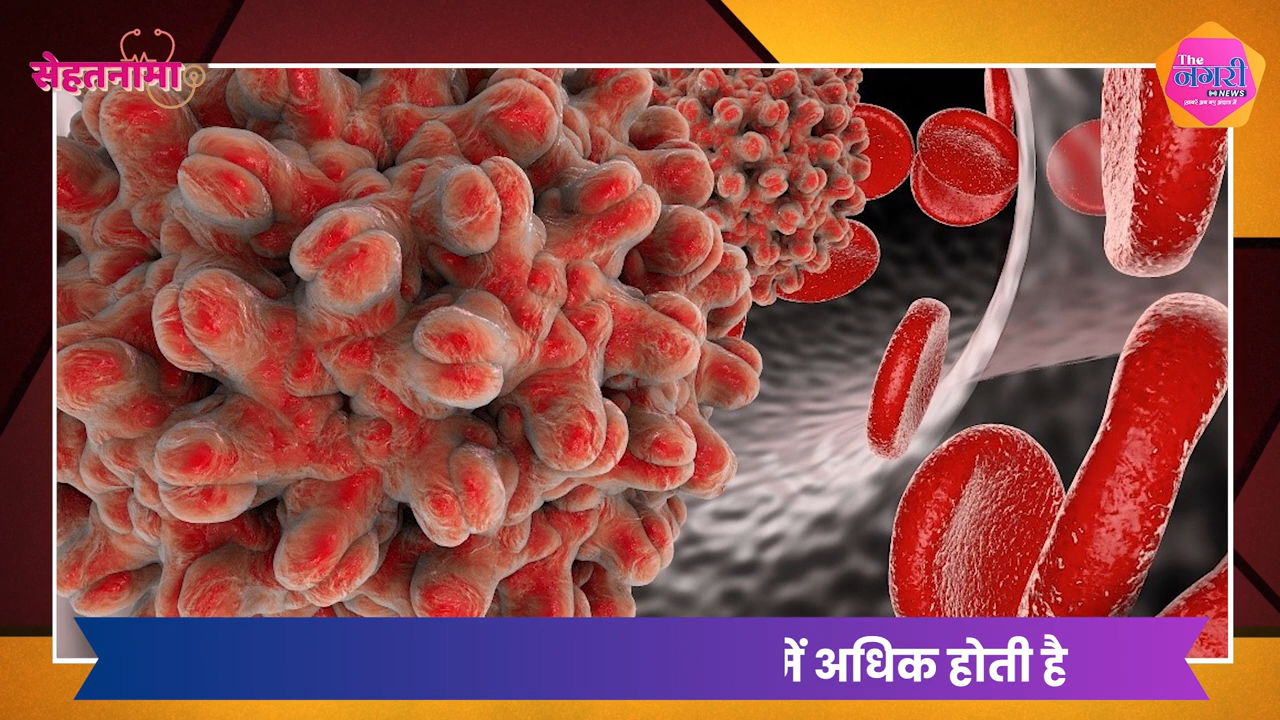 सेहतनामा
The
नगरी
NEWS
में अधिक होती है